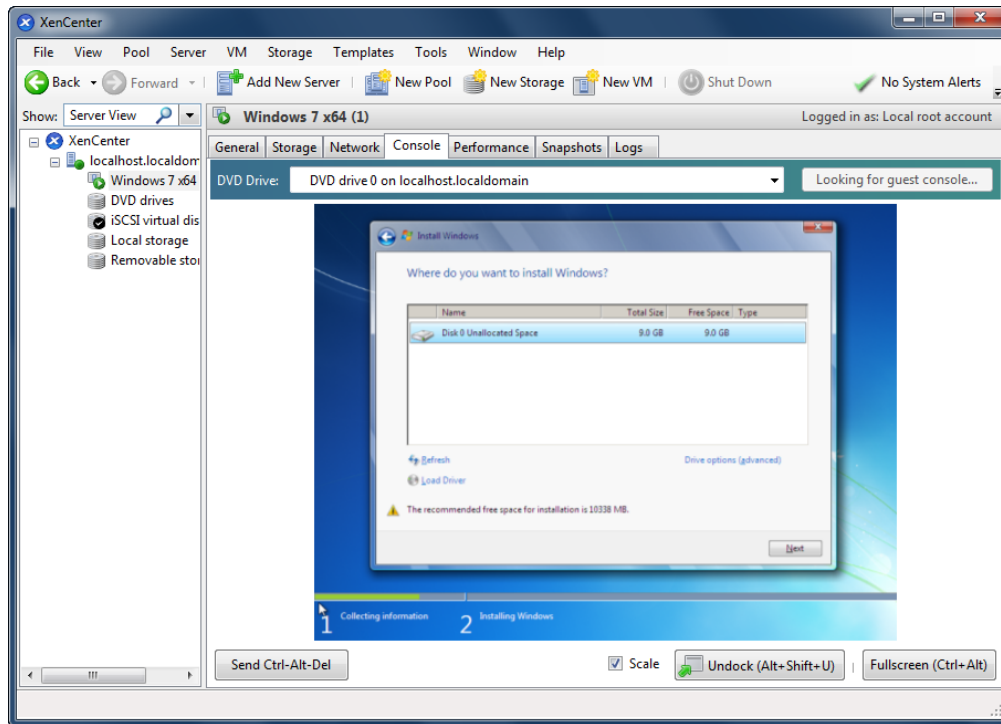 XenCenter
File View Pool Server VM Storage Templates Tools Window Help
Back Forward Add New Server New Pool New Storage New VM Shut Down No System Alerts
Show: Server View Windows 7 x64 (1) Logged in as: Local root account
XenCenter
localhost.localdom
Windows 7 x64
DVD drives
iSCSI virtual dis
Local storage
Removable stor
General Storage Network Console Performance Snapshots Logs
DVD Drive: DVD drive 0 on localhost.localdomain Looking for guest console...
Install Windows
Where do you want to install Windows?
Name Total Size Free Space Type
Disk 0 Unallocated Space 9.0 GB 9.0 GB
Refresh Drive options (advanced)
Load Driver
The recommended free space for installation is 10338 MB.
Next
1 Collecting information 2 Installing Windows
Send Ctrl-Alt-Del Scale Undock (Alt+Shift+U) Fullscreen (Ctrl+Alt)